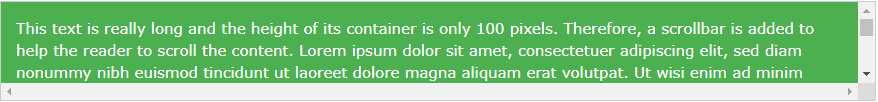 This text is really long and the height of its container is only 100 pixels. Therefore, a scrollbar is added to
help the reader to scroll the content. Lorem ipsum dolor sit amet, consectetuer adipiscing elit, sed diam
nonummy nibh euismod tincidunt ut laoreet dolore magna aliquam erat volutpat. Ut wisi enim ad minim